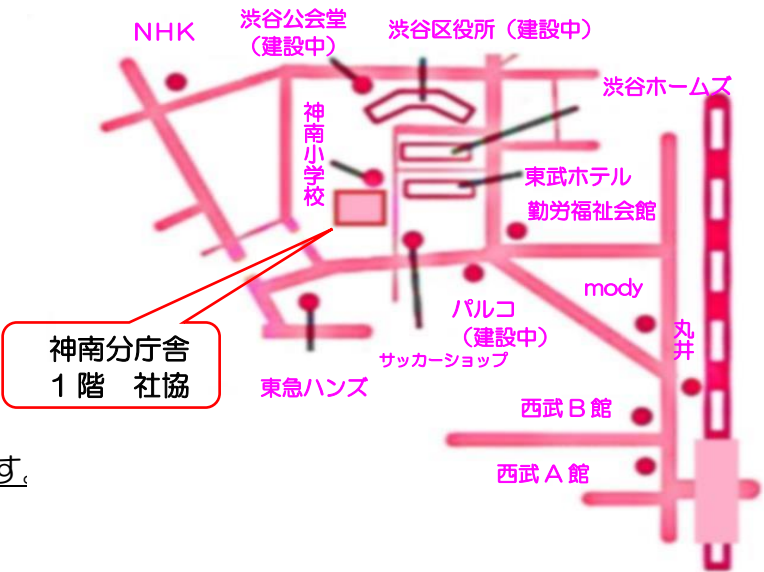 NHK
渋谷公会堂
（建設中）
渋谷区役所（建設中）
渋谷ホームズ
神南小学校
東武ホテル
勤労福祉会館
mody
パルコ
（建設中）
丸井
サッカーショップ
神南分庁舎
１階　社協
東急ハンズ
西武Ｂ館
西武Ａ館
す。